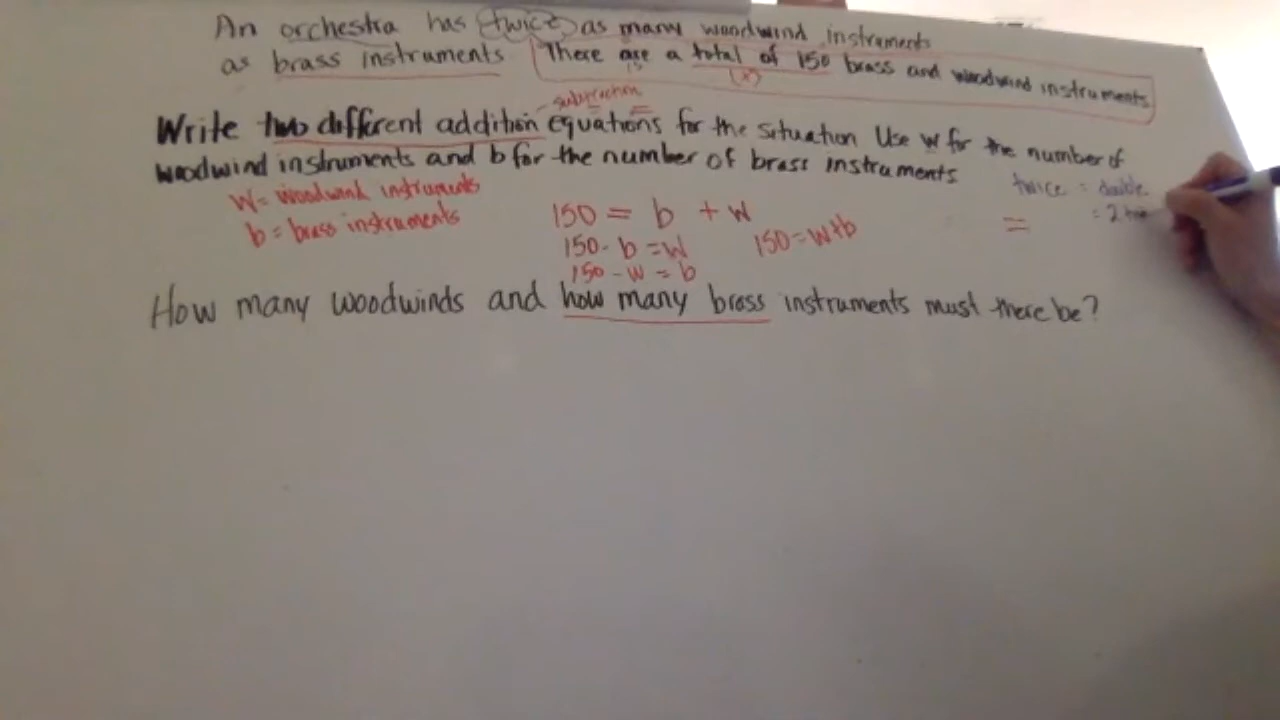 An orchestra has twice as many woodwind instruments
as brass instruments There are a total of 150 brass and woodwind instruments
is (+)
subtraction
Write two different addition equations for the situation Use w for the number of
woodwind instruments and b for the number of brass instruments
W = woodwind instruments
b = brass instruments
150 = b + w
150 - b = w
150 - w = b
150 = w + b
twice = double
= 2
=
How many woodwinds and how many brass instruments must there be?